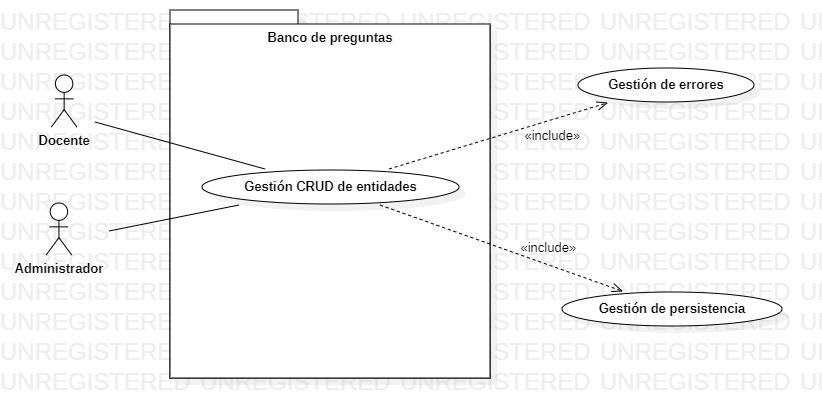 Banco de preguntas
Gestión de errores
Docente
«include»
Gestión CRUD de entidades
Administrador
«include»
Gestión de persistencia
UNREGISTERED UNREGISTERED UNREGISTERED UNREGISTERED UN